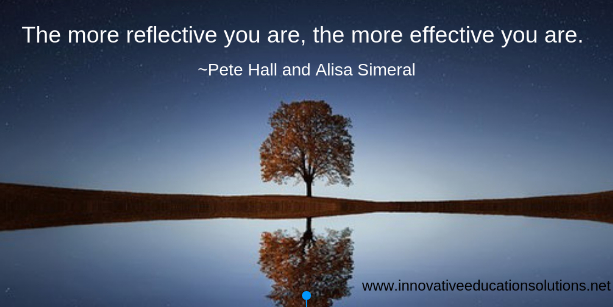 The more reflective you are, the more effective you are.
~Pete Hall and Alisa Simeral
www.innovativeeducationsolutions.net